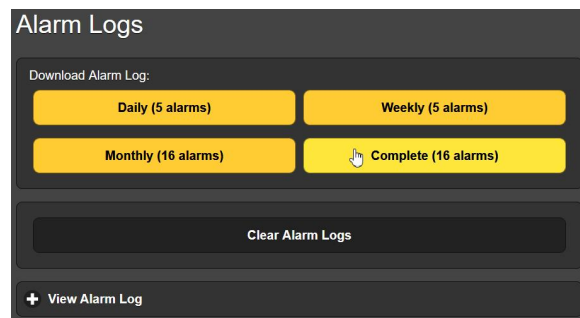 Alarm Logs
Download Alarm Log:
Daily (5 alarms)
Weekly (5 alarms)
Monthly (16 alarms)
Complete (16 alarms)
Clear Alarm Logs
View Alarm Log